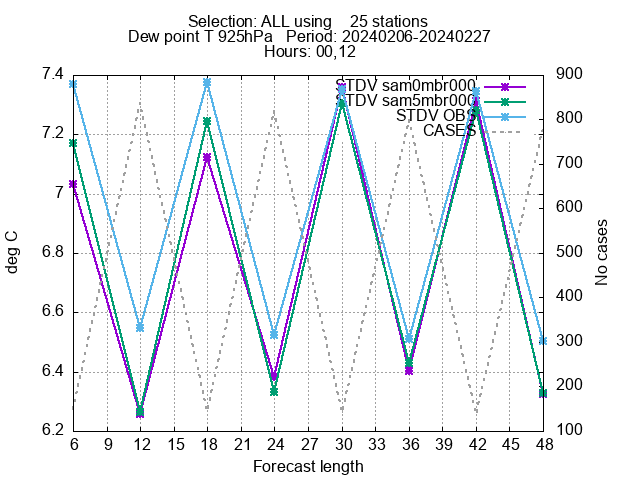 Selection: ALL using    25 stations
Dew point T 925hPa   Period: 20240206-20240227
Hours: 00,12
STDV sam0mbr000
STDV sam5mbr000
STDV OBS
CASES
deg C
7.4
7.2
7
6.8
6.6
6.4
6.2
900
800
700
600
500
400
300
200
100
No cases
6 9 12 15 18 21 24 27 30 33 36 39 42 45 48
Forecast length